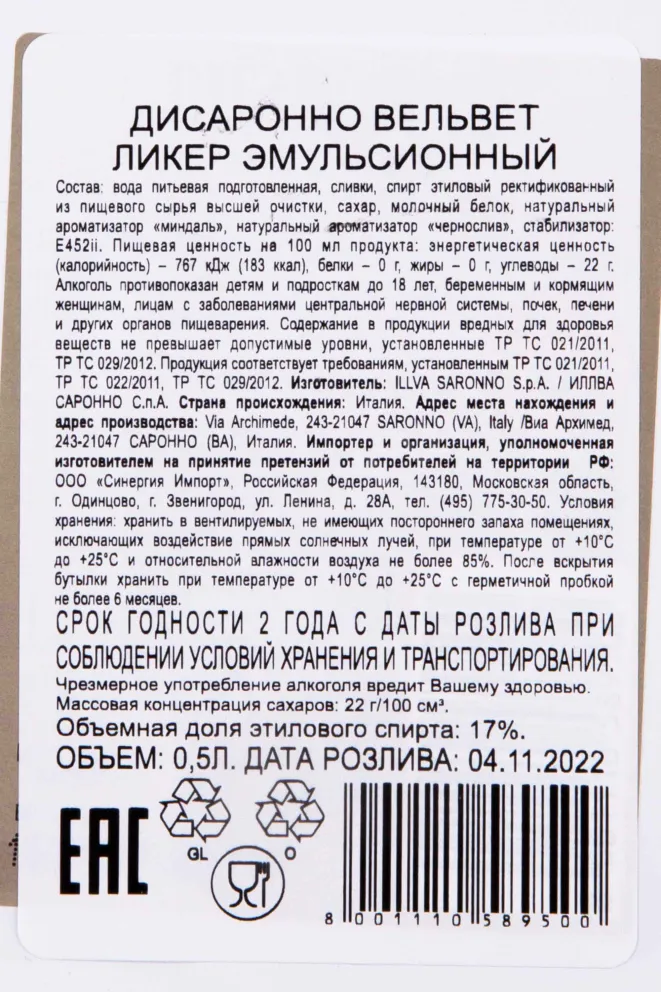 ДИСАРОННО ВЕЛЬВЕТ
ЛИКЕР ЭМУЛЬСИОННЫЙ
Состав: вода питьевая подготовленная, сливки, спирт этиловый ректификованный
из пищевого сырья высшей очистки, сахар, молочный белок, натуральный
ароматизатор «миндаль», натуральный ароматизатор «чернослив», стабилизатор:
Е452ii. Пищевая ценность на 100 мл продукта: энергетическая ценность
(калорийность) – 767 кДж (183 ккал), белки – 0 г, жиры – 0 г, углеводы – 22 г.
Алкоголь противопоказан детям и подросткам до 18 лет, беременным и кормящим
женщинам, лицам с заболеваниями центральной нервной системы, почек, печени
и других органов пищеварения. Содержание в продукции вредных для здоровья
веществ не превышает допустимые уровни, установленные ТР ТС 021/2011,
ТР ТС 029/2012. Продукция соответствует требованиям, установленным ТР ТС 021/2011,
ТР ТС 022/2011, ТР ТС 029/2012. Изготовитель: ILLVA SARONNO S.p.A. / ИЛЛВА
САРОННО С.п.А. Страна происхождения: Италия. Адрес места нахождения и
адрес производства: Via Archimede, 243-21047 SARONNO (VA), Italy /Виа Архимед,
243-21047 САРОННО (ВА), Италия. Импортер и организация, уполномоченная
изготовителем на принятие претензий от потребителей на территории РФ:
ООО «Синергия Импорт», Российская Федерация, 143180, Московская область,
г. Одинцово, г. Звенигород, ул. Ленина, д. 28А, тел. (495) 775-30-50. Условия
хранения: хранить в вентилируемых, не имеющих постороннего запаха помещениях,
исключающих воздействие прямых солнечных лучей, при температуре от +10°С
до +25°С и относительной влажности воздуха не более 85%. После вскрытия
бутылки хранить при температуре от +10°С до +25°С с герметичной пробкой
не более 6 месяцев.
СРОК ГОДНОСТИ 2 ГОДА С ДАТЫ РОЗЛИВА ПРИ
СОБЛЮДЕНИИ УСЛОВИЙ ХРАНЕНИЯ И ТРАНСПОРТИРОВАНИЯ.
Чрезмерное употребление алкоголя вредит Вашему здоровью.
Массовая концентрация сахаров: 22 г/100 см³.
Объемная доля этилового спирта: 17%.
ОБЪЕМ: 0,5Л. ДАТА РОЗЛИВА: 04.11.2022
EAC
GL
0
8 001110 589500